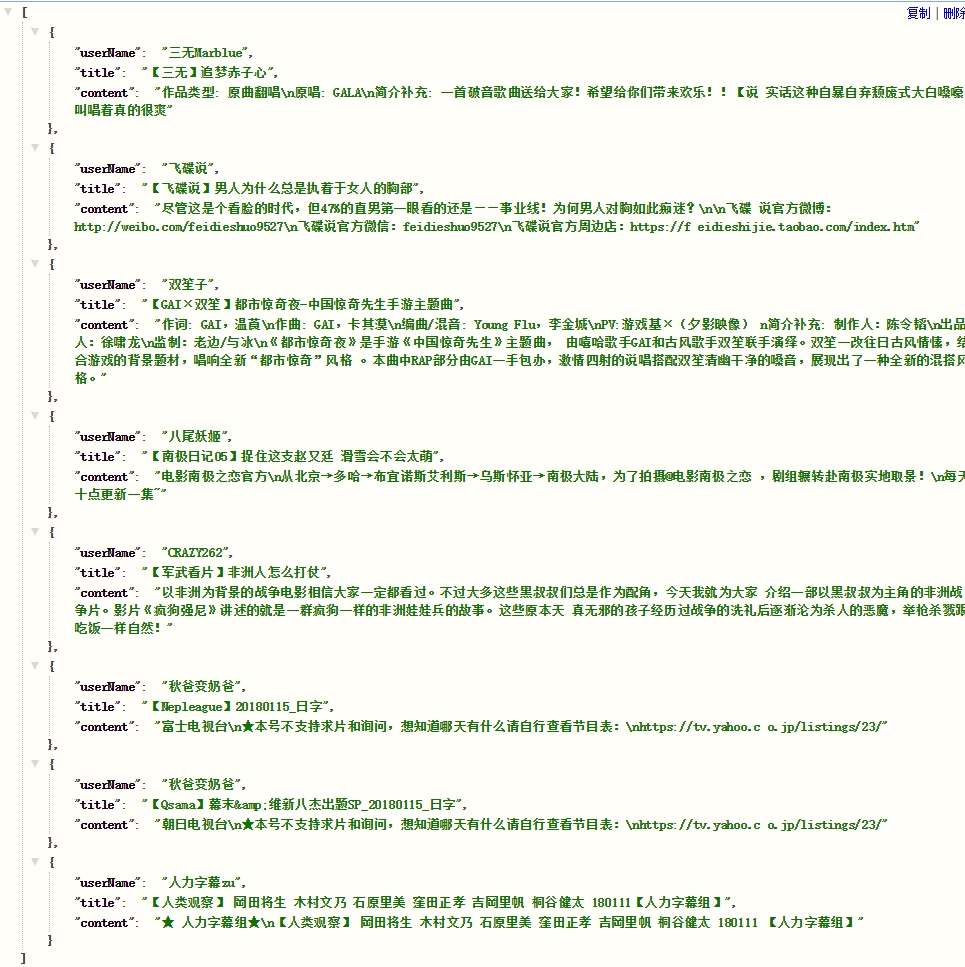 复制 | 删除
[
{
"userName": "三无Marblue",
"title": "【三无】追梦赤子心",
"content": "作品类型: 原曲翻唱\n原唱: GALA\n简介补充: 一首破音歌曲送给大家！希望给你们带来欢乐！！【说 实话这种自暴自弃颓废式大白嗓嚎
叫唱着真的很爽"
},
{
"userName": "飞碟说",
"title": "【飞碟说】男人为什么总是执着于女人的胸部",
"content": "尽管这是个看脸的时代，但47%的直男第一眼看的还是——事业线！为何男人对胸如此痴迷？\n\n飞碟 说官方微博：
http://weibo.com/feidieshuo9527\n飞碟说官方微信：feidieshuo9527\n飞碟说官方周边店：https://f eidieshijie.taobao.com/index.htm"
},
{
"userName": "双笙子",
"title": "【GAI×双笙】都市惊奇夜-中国惊奇先生手游主题曲",
"content": "作词: GAI，温莨\n作曲: GAI，卡其漠\n编曲/混音: Young Flu，李金城\nPV:游戏基×（夕影映像） n简介补充: 制作人：陈令韬\n出品
人：徐啸龙\n监制：老边/与冰\n《都市惊奇夜》是手游《中国惊奇先生》主题曲， 由嘻哈歌手GAI和古风歌手双笙联手演绎。双笙一改往日古风情愫，结
合游戏的背景题材，唱响全新“都市惊奇”风格 。本曲中RAP部分由GAI一手包办，激情四射的说唱搭配双笙清幽干净的嗓音，展现出了一种全新的混搭风
格。"
},
{
"userName": "八尾妖姬",
"title": "【南极日记05】捉住这支赵又廷 滑雪会不会太萌",
"content": "电影南极之恋官方\n从北京→多哈→布宜诺斯艾利斯→乌斯怀亚→南极大陆，为了拍摄@电影南极之恋 ，剧组辗转赴南极实地取景！\n每天
十点更新一集~"
},
{
"userName": "CRAZY262",
"title": "【军武看片】非洲人怎么打仗",
"content": "以非洲为背景的战争电影相信大家一定都看过。不过大多这些黑叔叔们总是作为配角，今天我就为大家 介绍一部以黑叔叔为主角的非洲战
争片。影片《疯狗强尼》讲述的就是一群疯狗一样的非洲娃娃兵的故事。这些原本天 真无邪的孩子经历过战争的洗礼后逐渐沦为杀人的恶魔，举枪杀戮跟
吃饭一样自然！"
},
{
"userName": "秋爸变奶爸",
"title": "【Nepleague】20180115_日字",
"content": "富士电视台\n★本号不支持求片和询问，想知道哪天有什么请自行查看节目表：\nhttps://tv.yahoo.c o.jp/listings/23/"
},
{
"userName": "秋爸变奶爸",
"title": "【Qsama】幕末&amp;维新八杰出题SP_20180115_日字",
"content": "朝日电视台\n★本号不支持求片和询问，想知道哪天有什么请自行查看节目表：\nhttps://tv.yahoo.c o.jp/listings/23/"
},
{
"userName": "人力字幕zu",
"title": "【人类观察】 冈田将生 木村文乃 石原里美 窪田正孝 吉冈里帆 桐谷健太 180111【人力字幕组】",
"content": "★ 人力字幕组★\n【人类观察】 冈田将生 木村文乃 石原里美 窪田正孝 吉冈里帆 桐谷健太 180111 【人力字幕组】"
}
]